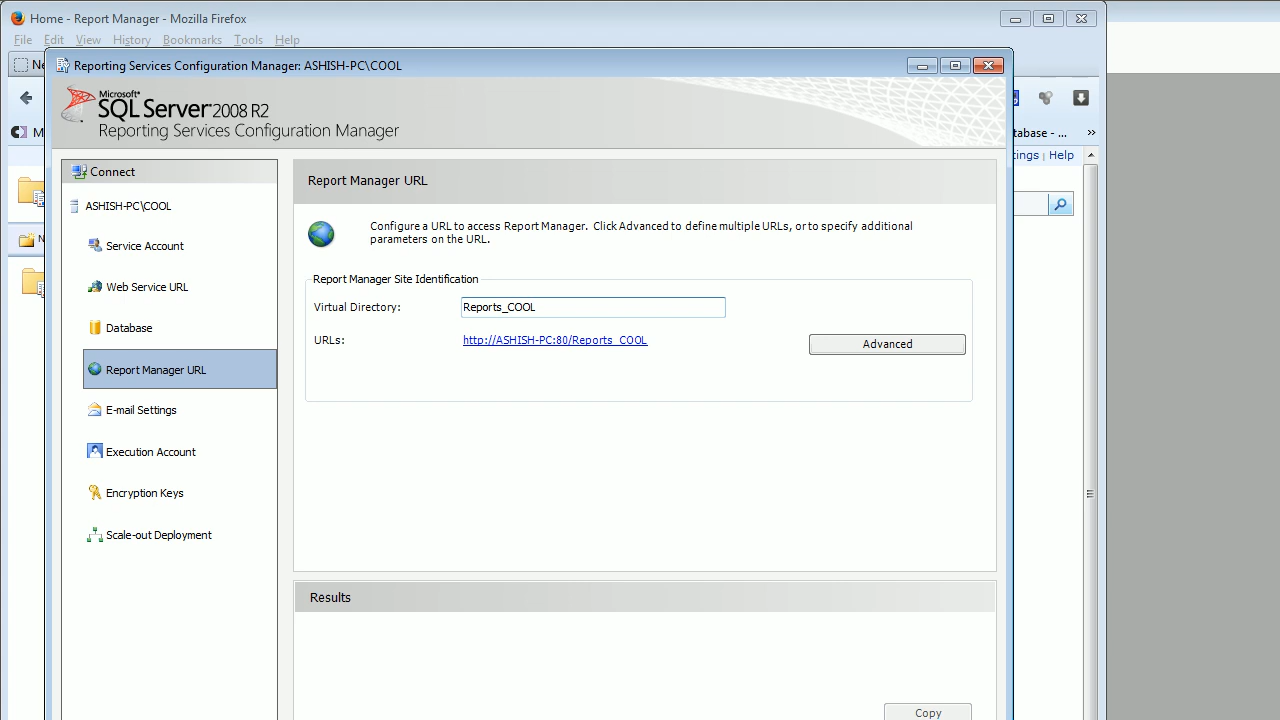 Home - Report Manager - Mozilla Firefox
File Edit View History Bookmarks Tools Help
Reporting Services Configuration Manager: ASHISH-PC\COOL
Microsoft®
SQL Server 2008 R2
Reporting Services Configuration Manager
Connect
ASHISH-PC\COOL
Service Account
Web Service URL
Database
Report Manager URL
E-mail Settings
Execution Account
Encryption Keys
Scale-out Deployment
Report Manager URL
Configure a URL to access Report Manager. Click Advanced to define multiple URLs, or to specify additional
parameters on the URL.
Report Manager Site Identification
Virtual Directory: Reports_COOL
URLs: http://ASHISH-PC:80/Reports_COOL
Advanced
Results
Copy
tabase - ... »
tings | Help